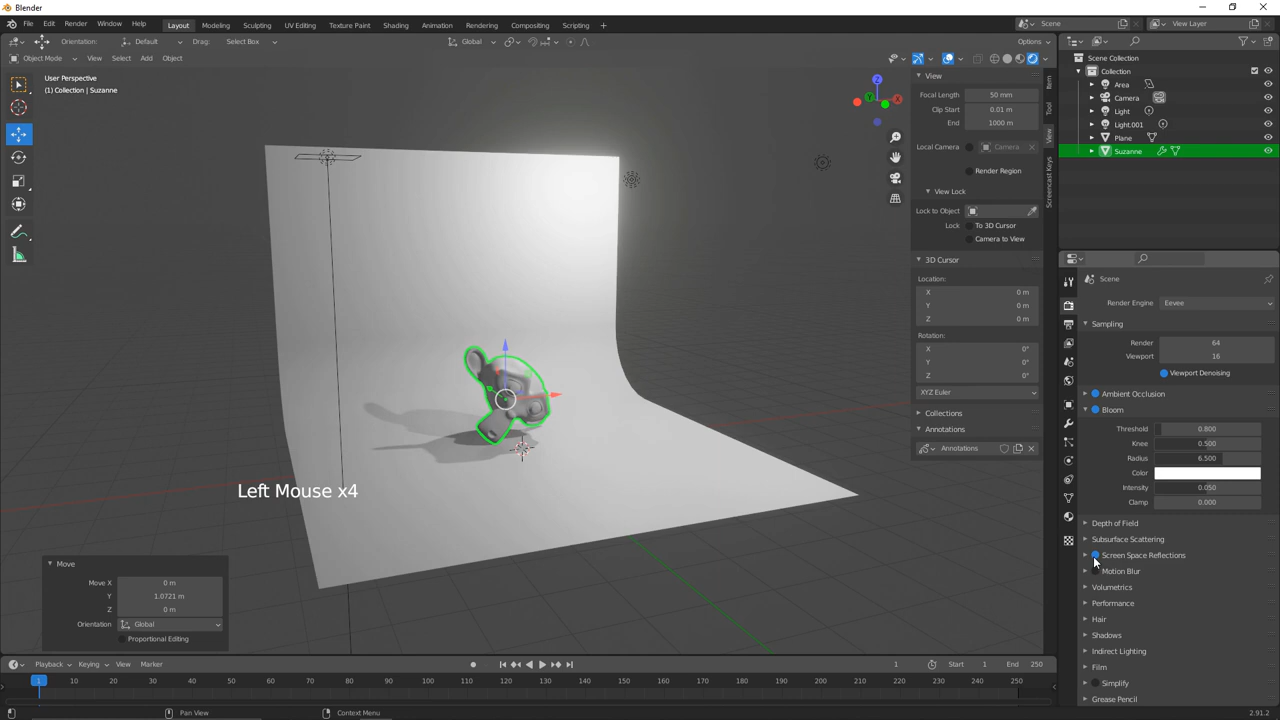 Blender
File Edit Render Window Help Layout Modeling Sculpting UV Editing Texture Paint Shading Animation Rendering Compositing Scripting + Scene View Layer
Orientation: Default Drag: Select Box Global Options
Object Mode View Select Add Object
User Perspective
(1) Collection | Suzanne
Z
Y X
View
Focal Length 50 mm
Clip Start 0.01 m
End 1000 m
Local Camera Camera
Render Region
View Lock
Lock to Object
Lock To 3D Cursor
Camera to View
3D Cursor
Location:
X 0 m
Y 0 m
Z 0 m
Rotation:
X 0°
Y 0°
Z 0°
XYZ Euler
Collections
Annotations
Annotations
Item
Tool
View
Screencast Keys
Scene Collection
Collection
Area
Camera
Light
Light.001
Plane
Suzanne
Scene
Render Engine Eevee
Sampling
Render 64
Viewport 16
Viewport Denoising
Ambient Occlusion
Bloom
Threshold 0.800
Knee 0.500
Radius 6.500
Color
Intensity 0.050
Clamp 0.000
Depth of Field
Subsurface Scattering
Screen Space Reflections
Motion Blur
Volumetrics
Performance
Hair
Shadows
Indirect Lighting
Film
Simplify
Grease Pencil
Left Mouse x4
Move
Move X 0 m
Y 1.0721 m
Z 0 m
Orientation Global
Proportional Editing
Playback Keying View Marker 1 Start 1 End 250
1 10 20 30 40 50 60 70 80 90 100 110 120 130 140 150 160 170 180 190 200 210 220 230 240 250
Pan View Context Menu 2.91.2